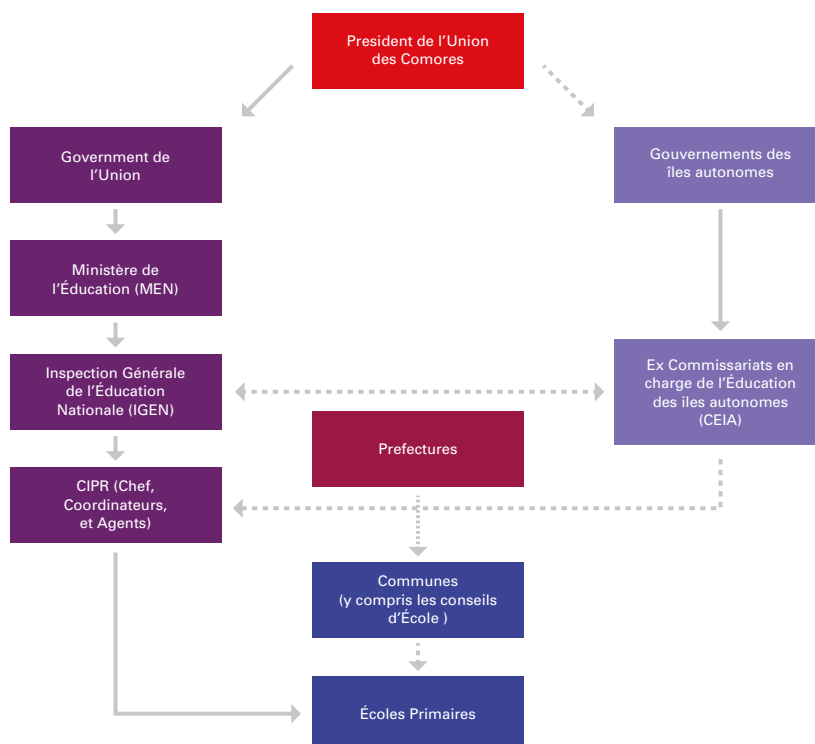 President de l'Union
des Comores
Government de
l'Union
Gouvernements des
îles autonomes
Ministère de
l'Éducation (MEN)
Inspection Générale
de l'Éducation
Nationale (IGEN)
Ex Commissariats en
charge de l'Éducation
des iles autonomes
(CEIA)
Prefectures
CIPR (Chef,
Coordinateurs,
et Agents)
Communes
(y compris les conseils
d'École )
Écoles Primaires